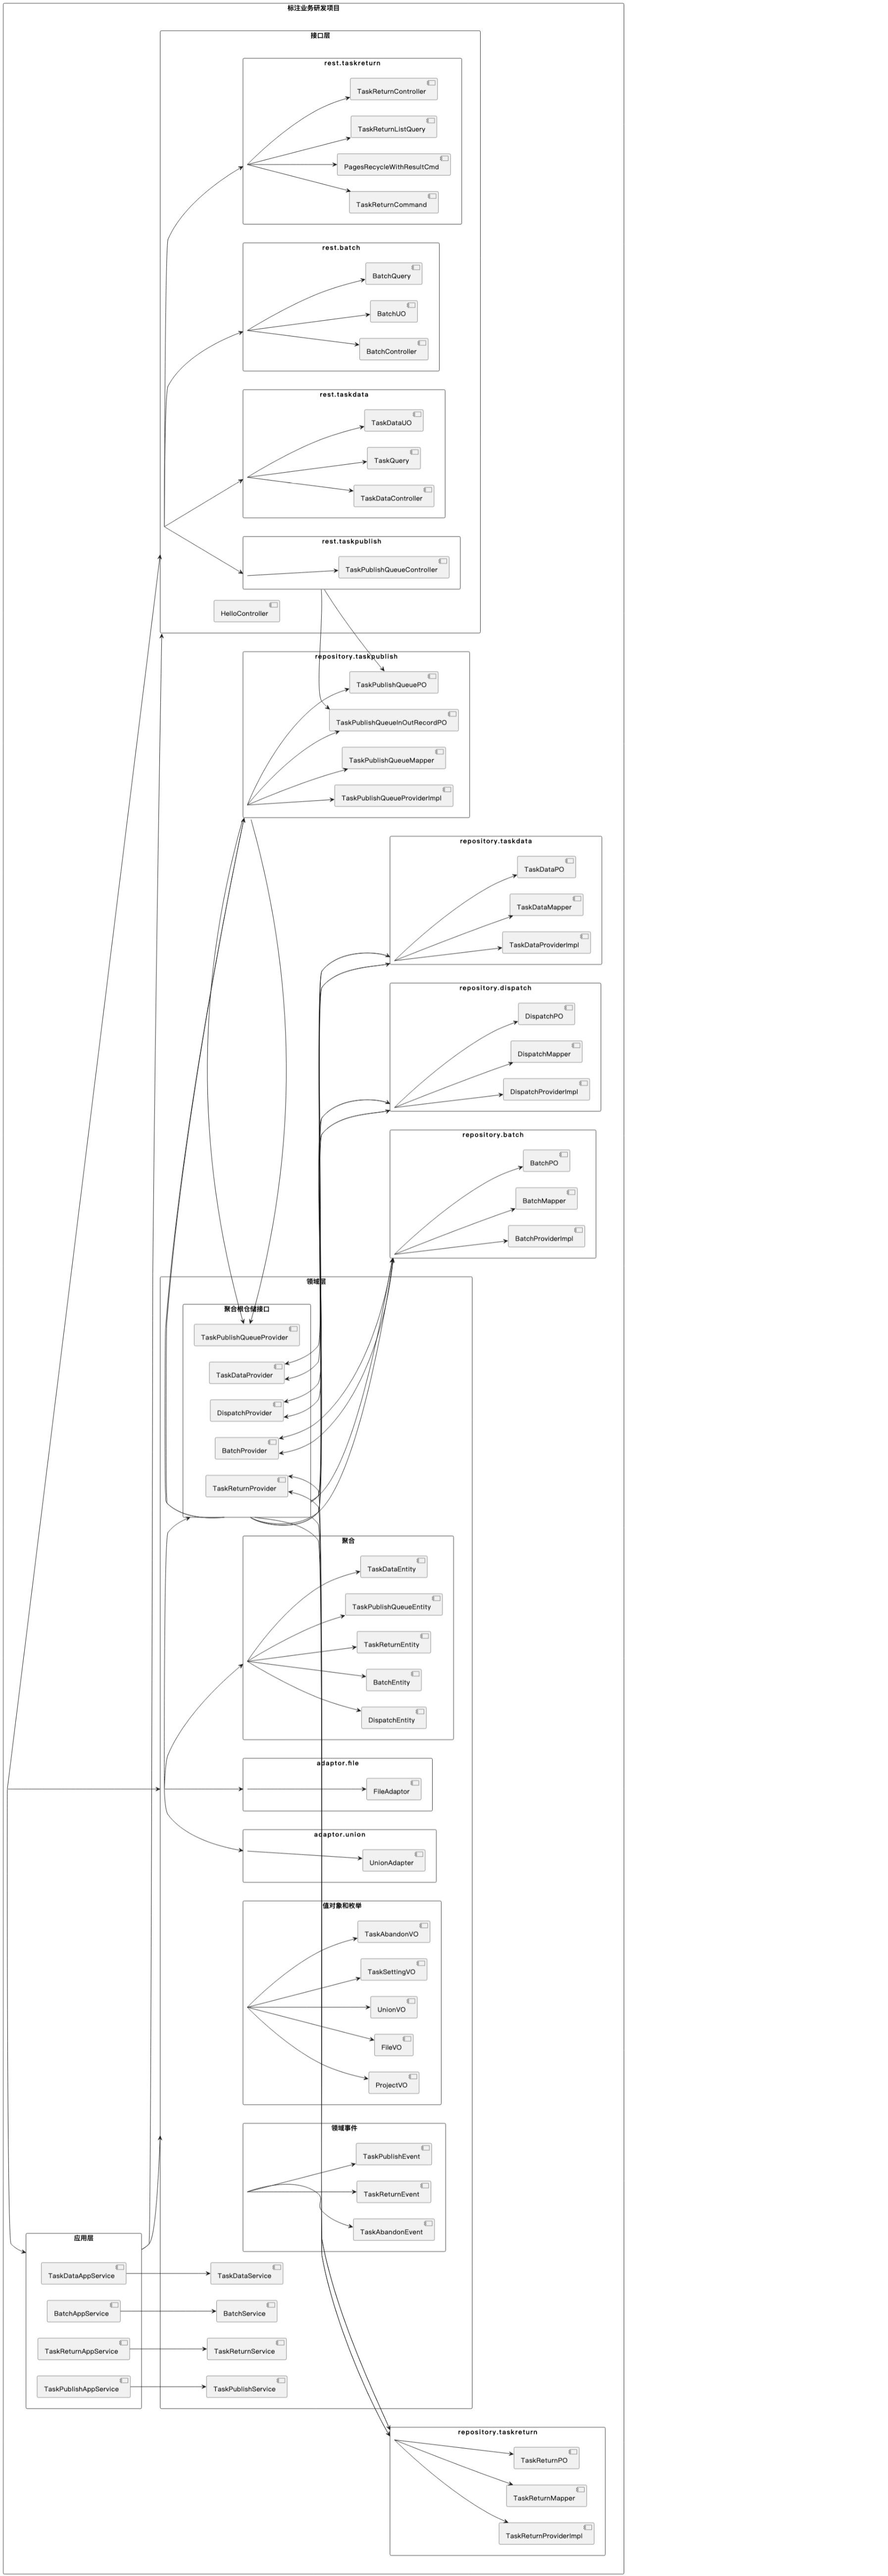 标注业务研发项目
接口层
rest.taskreturn
TaskReturnController
TaskReturnListQuery
PagesRecycleWithResultCmd
TaskReturnCommand
rest.batch
BatchQuery
BatchUO
BatchController
rest.taskdata
TaskDataUO
TaskQuery
TaskDataController
rest.taskpublish
TaskPublishQueueController
HelloController
repository.taskpublish
TaskPublishQueuePO
TaskPublishQueueInOutRecordPO
TaskPublishQueueMapper
TaskPublishQueueProviderImpl
repository.taskdata
TaskDataPO
TaskDataMapper
TaskDataProviderImpl
repository.dispatch
DispatchPO
DispatchMapper
DispatchProviderImpl
repository.batch
BatchPO
BatchMapper
BatchProviderImpl
领域层
聚合根仓储接口
TaskPublishQueueProvider
TaskDataProvider
DispatchProvider
BatchProvider
TaskReturnProvider
聚合
TaskDataEntity
TaskPublishQueueEntity
TaskReturnEntity
BatchEntity
DispatchEntity
adaptor.file
FileAdaptor
adaptor.union
UnionAdapter
值对象和枚举
TaskAbandonVO
TaskSettingVO
UnionVO
FileVO
ProjectVO
领域事件
TaskPublishEvent
TaskReturnEvent
TaskAbandonEvent
应用层
TaskDataAppService
TaskDataService
BatchAppService
BatchService
TaskReturnAppService
TaskReturnService
TaskPublishAppService
TaskPublishService
repository.taskreturn
TaskReturnPO
TaskReturnMapper
TaskReturnProviderImpl